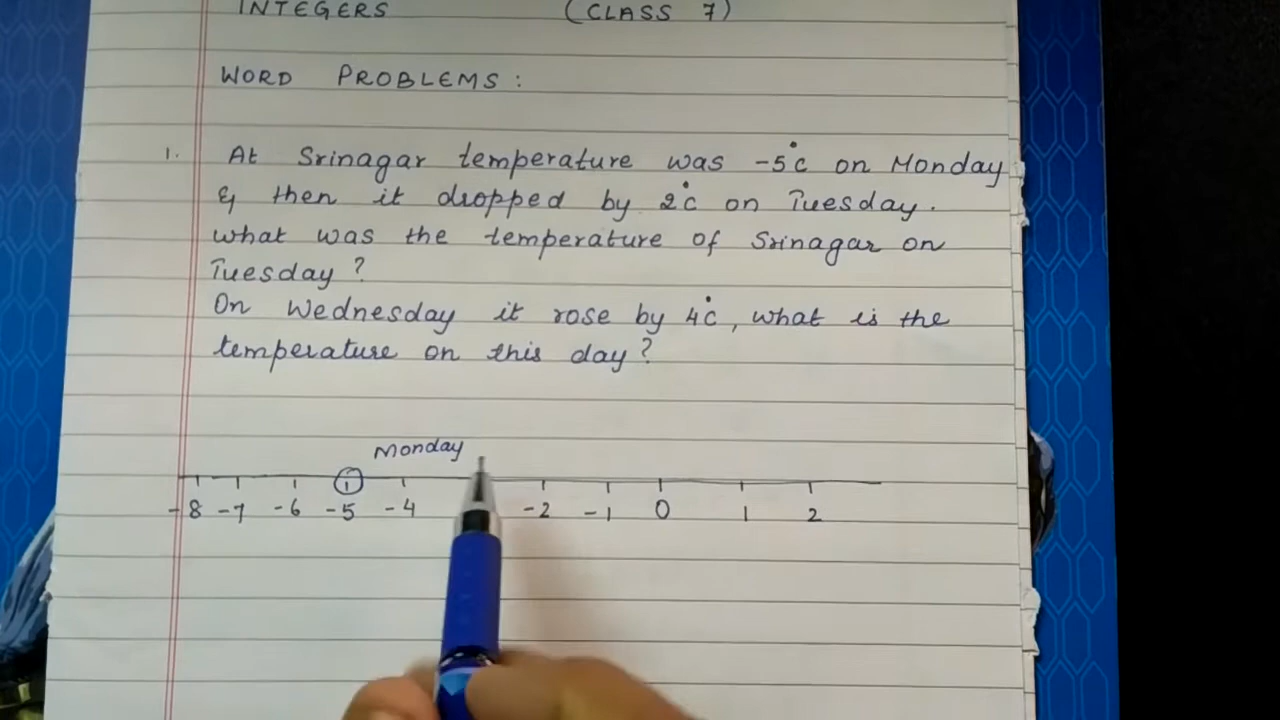 INTEGERS (CLASS 7)
WORD PROBLEMS:
1. At Srinagar temperature was -5°c on Monday
& then it dropped by 2°c on Tuesday.
What was the temperature of Srinagar on
Tuesday?
On Wednesday it rose by 4°c, what is the
temperature on this day?
Monday
-8 -7 -6 -5 -4 -2 -1 0 1 2